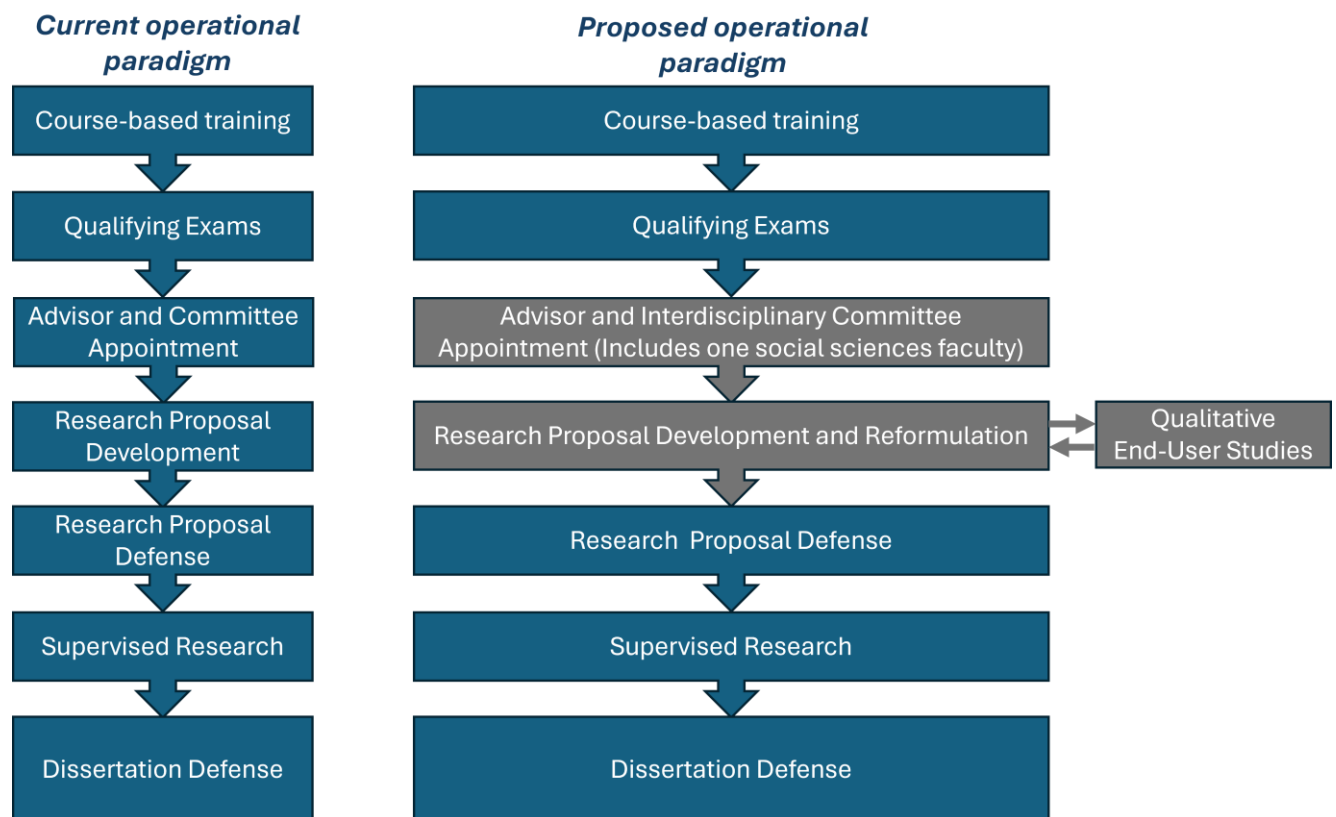 Current operational
paradigm
Course-based training
Qualifying Exams
Advisor and Committee
Appointment
Research Proposal
Development
Research Proposal
Defense
Supervised Research
Dissertation Defense
Proposed operational
paradigm
Course-based training
Qualifying Exams
Advisor and Interdisciplinary Committee
Appointment (Includes one social sciences faculty)
Research Proposal Development and Reformulation
Qualitative
End-User Studies
Research  Proposal Defense
Supervised Research
Dissertation Defense